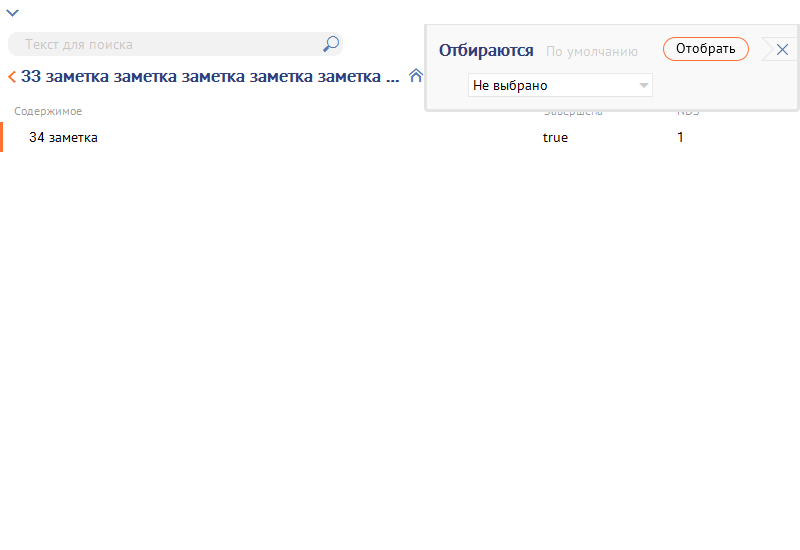 Текст для поиска
Отбираются По умолчанию Отобрать
33 заметка заметка заметка заметка заметка ...
Не выбрано
Содержимое Завершена NDS
34 заметка true 1